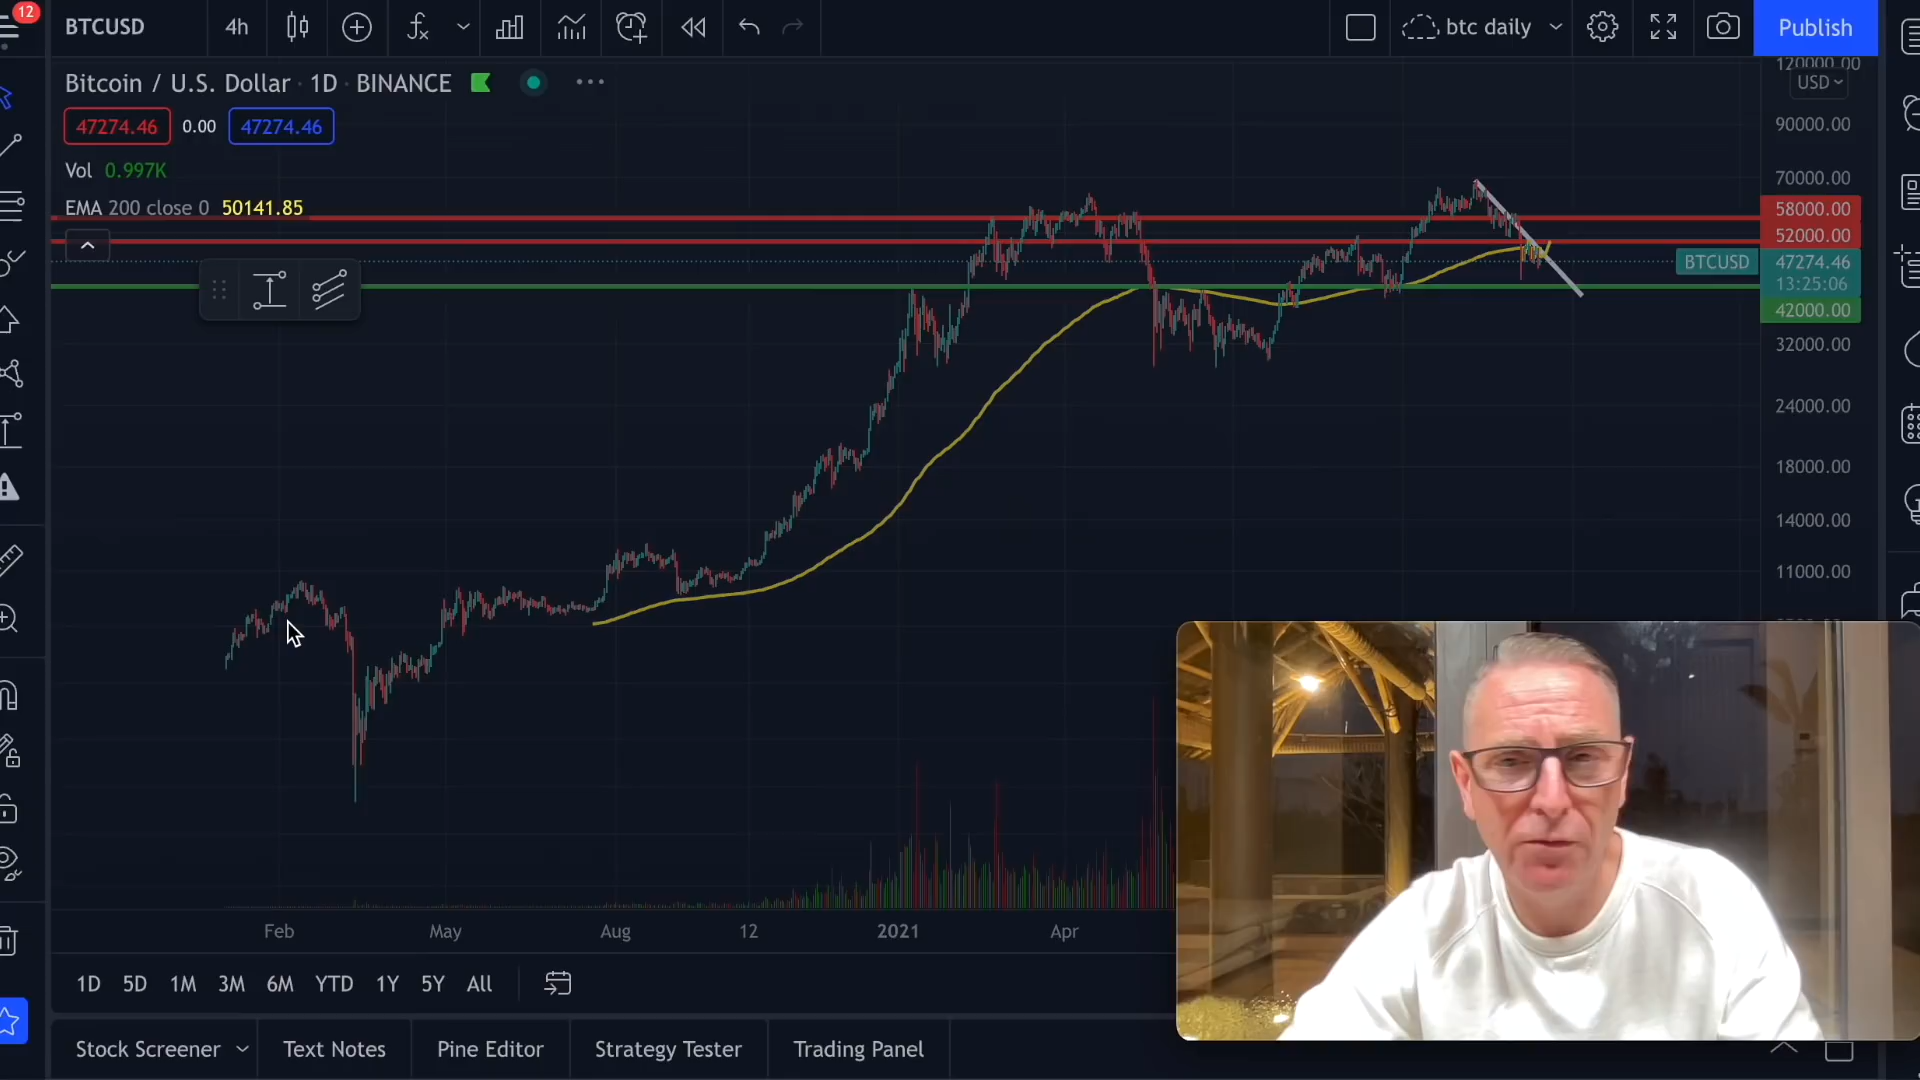 12
BTCUSD
4h
btc daily
Publish
Bitcoin / U.S. Dollar · 1D · BINANCE
47274.46
0.00
47274.46
Vol 0.997K
EMA 200 close 0 50141.85
120000.00
USD
90000.00
70000.00
58000.00
52000.00
BTCUSD
47274.46
13:25:06
42000.00
32000.00
24000.00
18000.00
14000.00
11000.00
Feb
May
Aug
12
2021
Apr
1D
5D
1M
3M
6M
YTD
1Y
5Y
All
Stock Screener
Text Notes
Pine Editor
Strategy Tester
Trading Panel